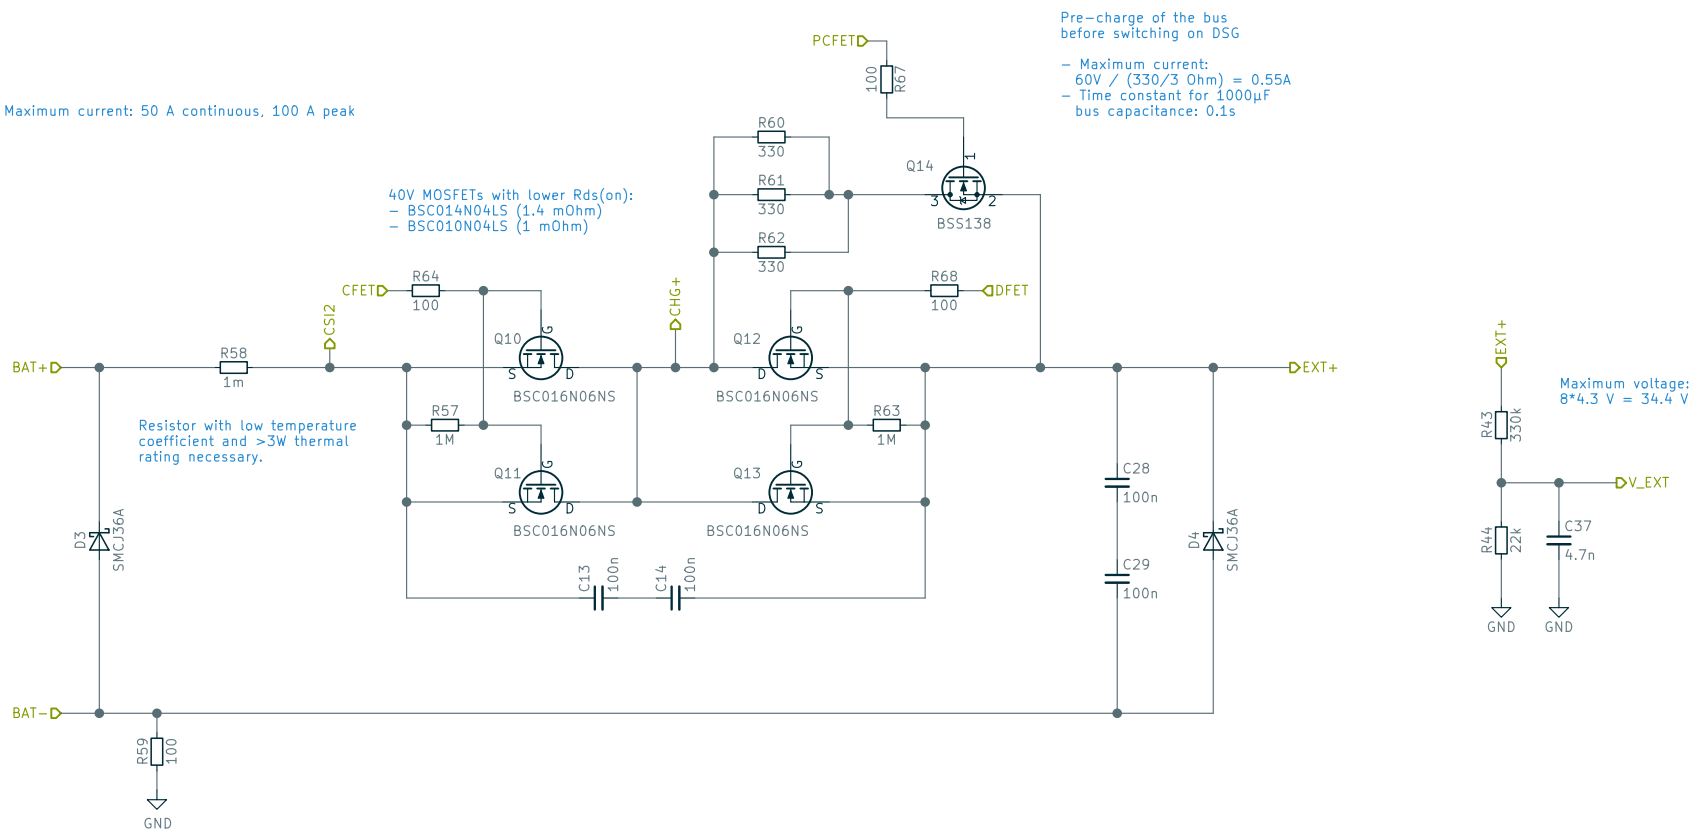 Pre-charge of the bus
before switching on DSG
- Maximum current:
60V / (330/3 Ohm) = 0.55A
- Time constant for 1000µF
bus capacitance: 0.1s
PCFET
100
R67
Maximum current: 50 A continuous, 100 A peak
R60
330
R61
330
R62
330
Q14
1
3
2
BSS138
40V MOSFETs with lower Rds(on):
- BSC014N04LS (1.4 mOhm)
- BSC010N04LS (1 mOhm)
CFET
R64
100
CSI2
CHG+
R68
100
DFET
Q10
G
S
D
BSC016N06NS
Q12
G
D
S
BSC016N06NS
BAT+
R58
1m
EXT+
EXT+
Maximum voltage:
8*4.3 V = 34.4 V
Resistor with low temperature
coefficient and >3W thermal
rating necessary.
R57
1M
R63
1M
R43
330k
Q11
G
S
D
BSC016N06NS
Q13
G
D
S
BSC016N06NS
C28
100n
V_EXT
D3
SMCJ36A
D4
SMCJ36A
R44
22k
C37
4.7n
C13
100n
C14
100n
C29
100n
GND
GND
BAT-
R59
100
GND